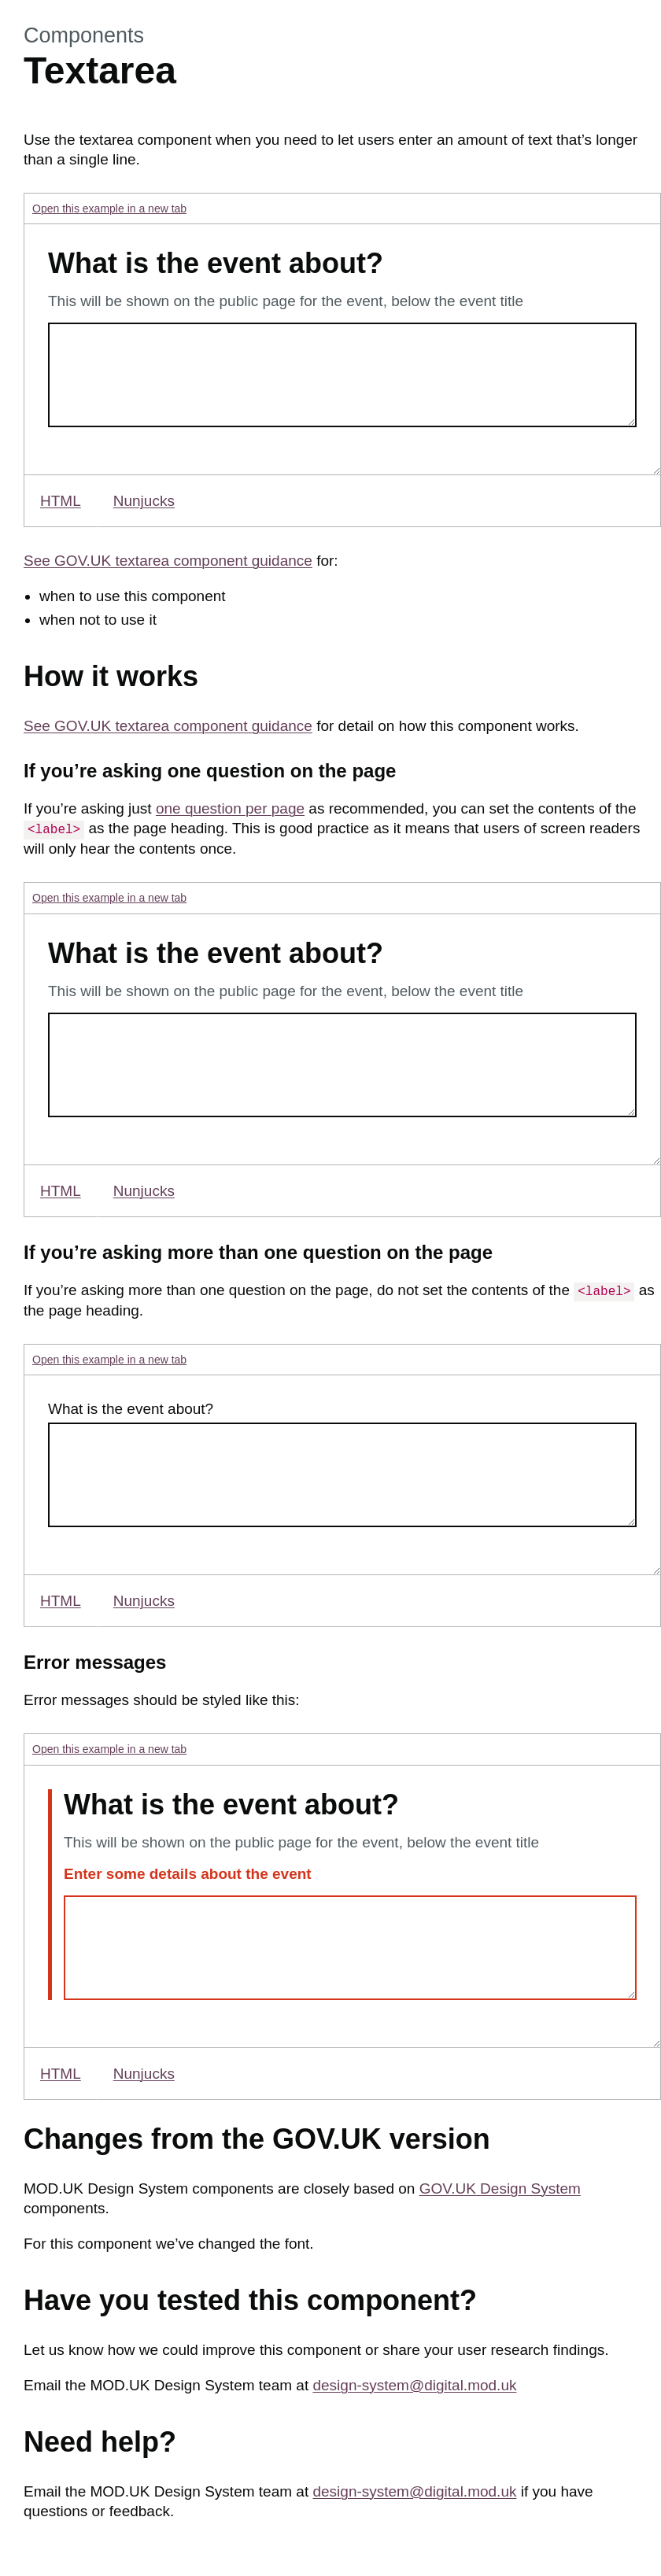 Components
Textarea
Use the textarea component when you need to let users enter an amount of text that’s longer
than a single line.
Open this example in a new tab
What is the event about?
This will be shown on the public page for the event, below the event title
HTML Nunjucks
See GOV.UK textarea component guidance for:
• when to use this component
• when not to use it
How it works
See GOV.UK textarea component guidance for detail on how this component works.
If you’re asking one question on the page
If you’re asking just one question per page as recommended, you can set the contents of the
<label> as the page heading. This is good practice as it means that users of screen readers
will only hear the contents once.
Open this example in a new tab
What is the event about?
This will be shown on the public page for the event, below the event title
HTML Nunjucks
If you’re asking more than one question on the page
If you’re asking more than one question on the page, do not set the contents of the <label> as
the page heading.
Open this example in a new tab
What is the event about?
HTML Nunjucks
Error messages
Error messages should be styled like this:
Open this example in a new tab
What is the event about?
This will be shown on the public page for the event, below the event title
Enter some details about the event
HTML Nunjucks
Changes from the GOV.UK version
MOD.UK Design System components are closely based on GOV.UK Design System
components.
For this component we’ve changed the font.
Have you tested this component?
Let us know how we could improve this component or share your user research findings.
Email the MOD.UK Design System team at design-system@digital.mod.uk
Need help?
Email the MOD.UK Design System team at design-system@digital.mod.uk if you have
questions or feedback.